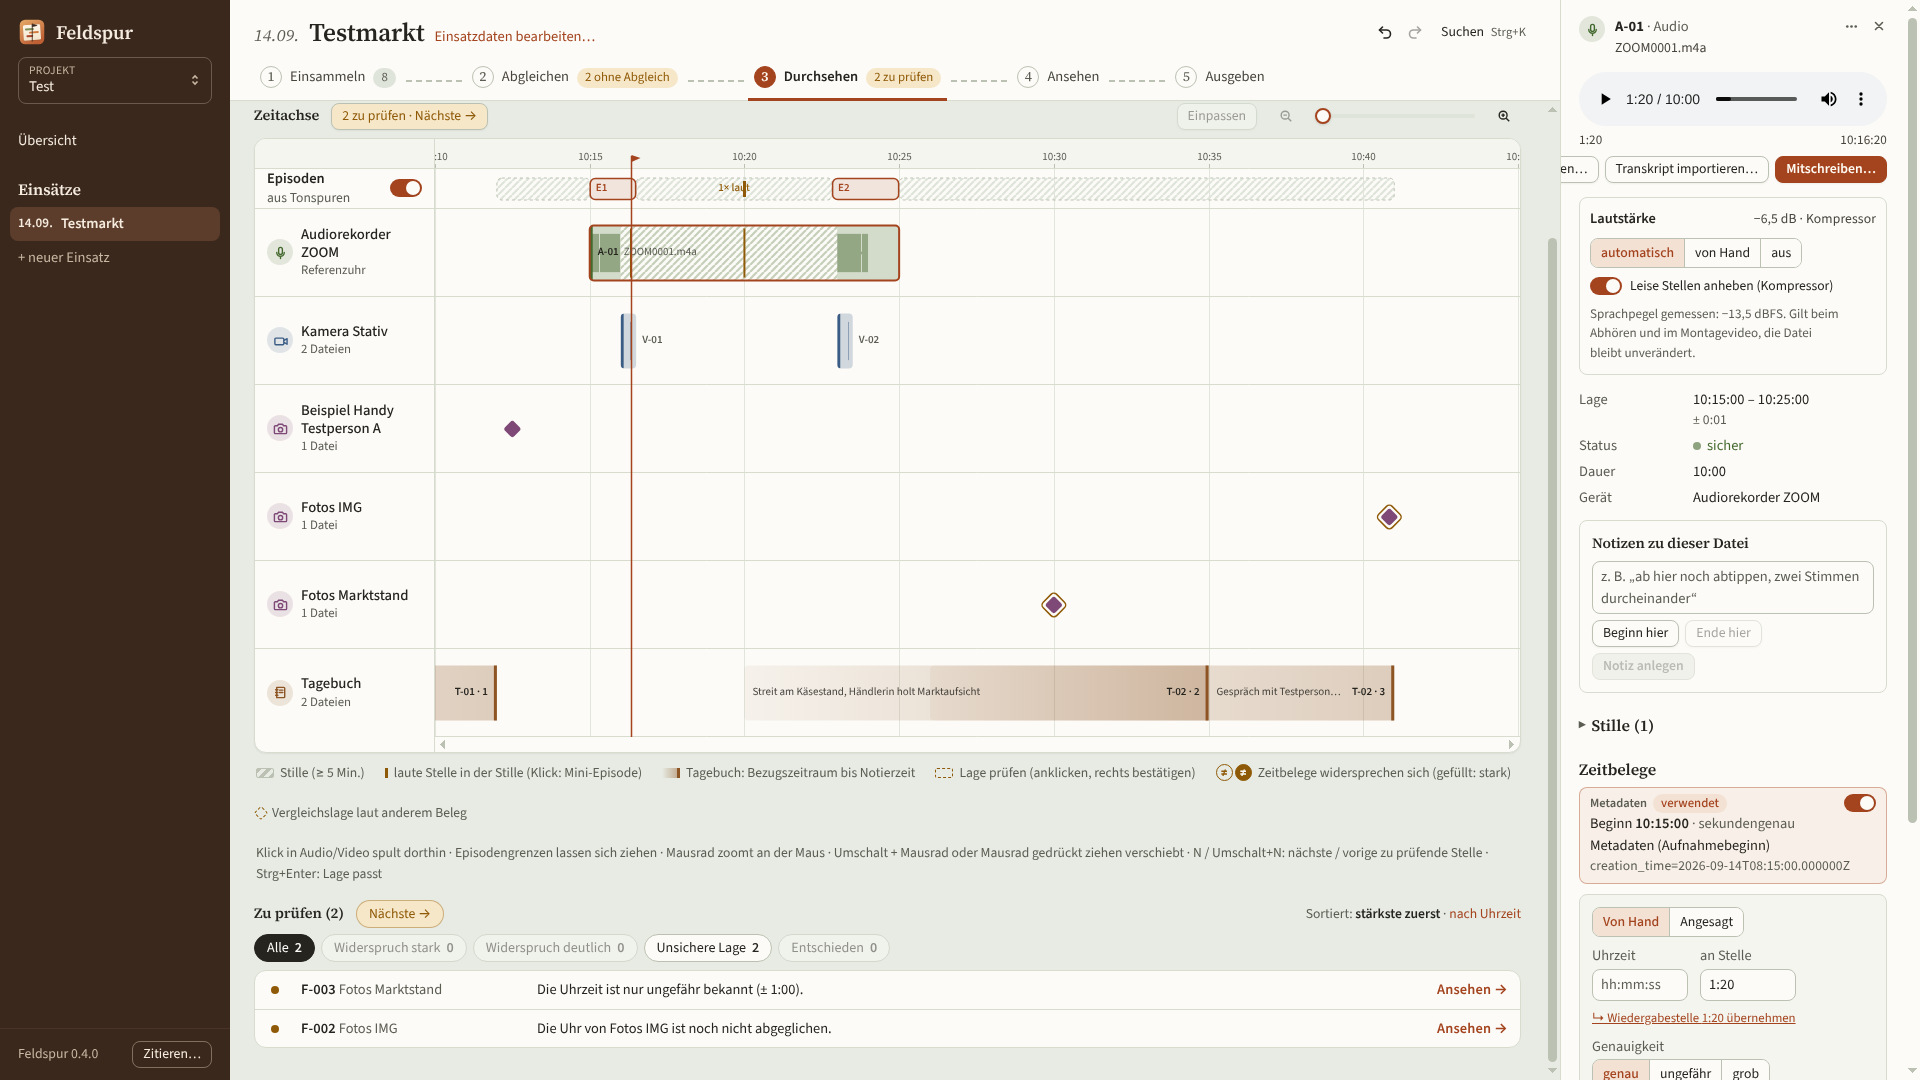 Feldspur
PROJEKT
Test
Übersicht
Einsätze
14.09. Testmarkt
+ neuer Einsatz
Feldspur 0.4.0
Zitieren…
14.09. Testmarkt Einsatzdaten bearbeiten…
Suchen Strg+K
1 Einsammeln 8
2 Abgleichen 2 ohne Abgleich
3 Durchsehen 2 zu prüfen
4 Ansehen
5 Ausgeben
Zeitachse
2 zu prüfen · Nächste →
Einpassen
:10 10:15 10:20 10:25 10:30 10:35 10:40 10:
Episoden
aus Tonspuren
E1 1× laut E2
Audiorekorder
ZOOM
Referenzuhr
A-01 ZOOM0001.m4a
Kamera Stativ
2 Dateien
V-01 V-02
Beispiel Handy
Testperson A
1 Datei
Fotos IMG
1 Datei
Fotos Marktstand
1 Datei
Tagebuch
2 Dateien
T-01 · 1
Streit am Käsestand, Händlerin holt Marktaufsicht T-02 · 2
Gespräch mit Testperson… T-02 · 3
Stille (≥ 5 Min.)
laute Stelle in der Stille (Klick: Mini-Episode)
Tagebuch: Bezugszeitraum bis Notierzeit
Lage prüfen (anklicken, rechts bestätigen)
≠ ≠ Zeitbelege widersprechen sich (gefüllt: stark)
Vergleichslage laut anderem Beleg
Klick in Audio/Video spult dorthin · Episodengrenzen lassen sich ziehen · Mausrad zoomt an der Maus · Umschalt + Mausrad oder Mausrad gedrückt ziehen verschiebt · N / Umschalt+N: nächste / vorige zu prüfende Stelle ·
Strg+Enter: Lage passt
Zu prüfen (2)
Nächste →
Sortiert: stärkste zuerst · nach Uhrzeit
Alle 2
Widerspruch stark 0
Widerspruch deutlich 0
Unsichere Lage 2
Entschieden 0
F-003 Fotos Marktstand Die Uhrzeit ist nur ungefähr bekannt (± 1:00). Ansehen →
F-002 Fotos IMG Die Uhr von Fotos IMG ist noch nicht abgeglichen. Ansehen →
A-01 · Audio
ZOOM0001.m4a
1:20 / 10:00
1:20 10:16:20
en…
Transkript importieren…
Mitschreiben…
Lautstärke −6,5 dB · Kompressor
automatisch von Hand aus
Leise Stellen anheben (Kompressor)
Sprachpegel gemessen: −13,5 dBFS. Gilt beim
Abhören und im Montagevideo, die Datei
bleibt unverändert.
Lage 10:15:00 – 10:25:00
± 0:01
Status sicher
Dauer 10:00
Gerät Audiorekorder ZOOM
Notizen zu dieser Datei
z. B. „ab hier noch abtippen, zwei Stimmen
durcheinander“
Beginn hier
Ende hier
Notiz anlegen
Stille (1)
Zeitbelege
Metadaten verwendet
Beginn 10:15:00 · sekundengenau
Metadaten (Aufnahmebeginn)
creation_time=2026-09-14T08:15:00.000000Z
Von Hand Angesagt
Uhrzeit an Stelle
hh:mm:ss 1:20
↳ Wiedergabestelle 1:20 übernehmen
Genauigkeit
genau ungefähr grob